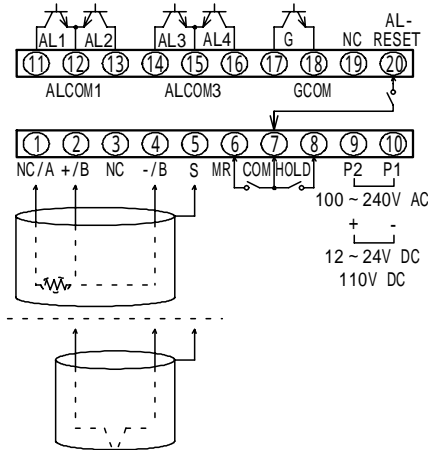 AL-
AL1 AL2 AL3 AL4 G NC RESET
11 12 13 14 15 16 17 18 19 20
ALCOM1 ALCOM3 GCOM
1 2 3 4 5 6 7 8 9 10
NC/A +/B NC -/B S MR COM HOLD P2 P1
100 ~ 240V AC
+ -
12 ~ 24V DC
110V DC